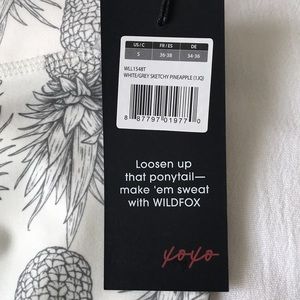 US / C FR / ES DE
S 36-38 34-36
WLL1548T
WHITE/GREY SKETCHY PINEAPPLE (1JQ)
8 87797 01977 0
Loosen up
that ponytail—
make 'em sweat
with WILDFOX
xoxo